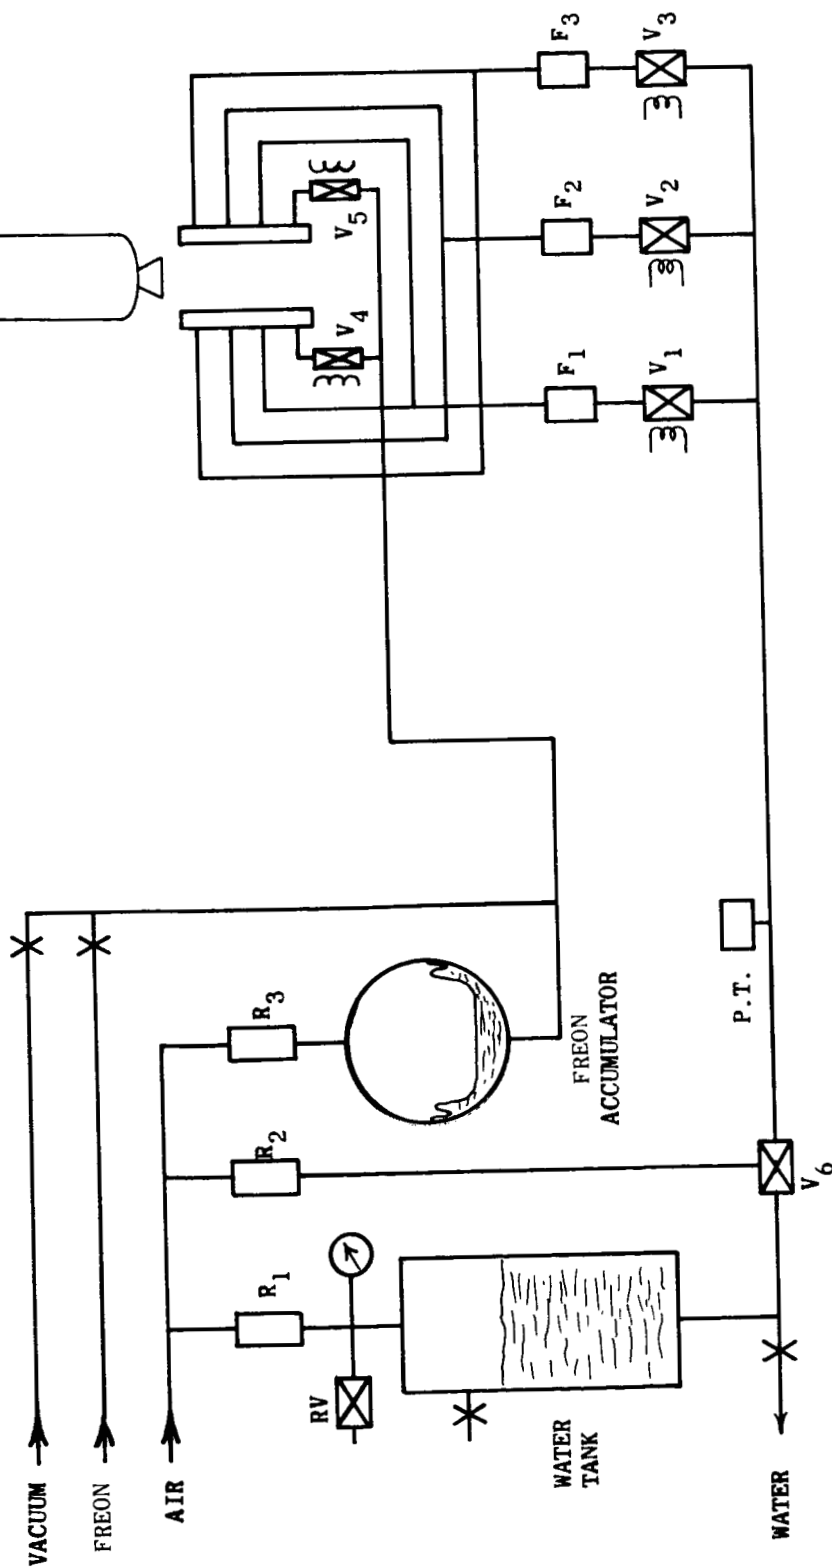 VACUUM
FREON
AIR
WATER
R1
R2
R3
RV
WATER
TANK
FREON
ACCUMULATOR
P.T.
V6
V4
V5
F1
F2
F3
V1
V2
V3